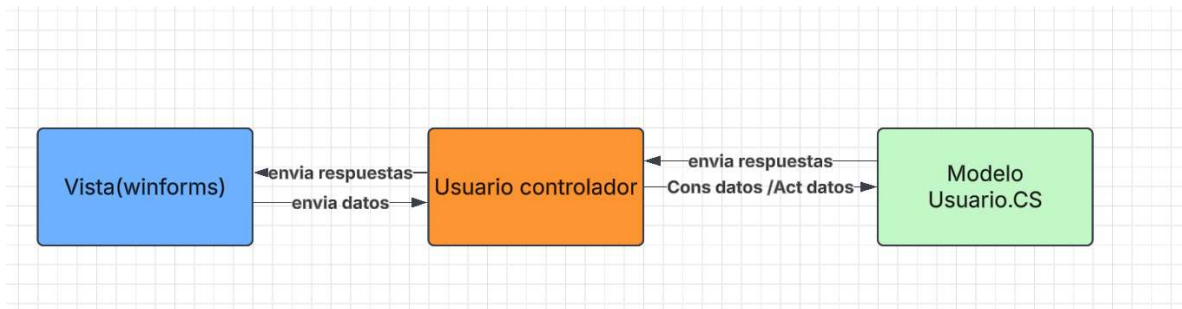 Vista(winforms)
envia respuestas
envia datos
Usuario controlador
envia respuestas
Cons datos /Act datos
Modelo
Usuario.CS